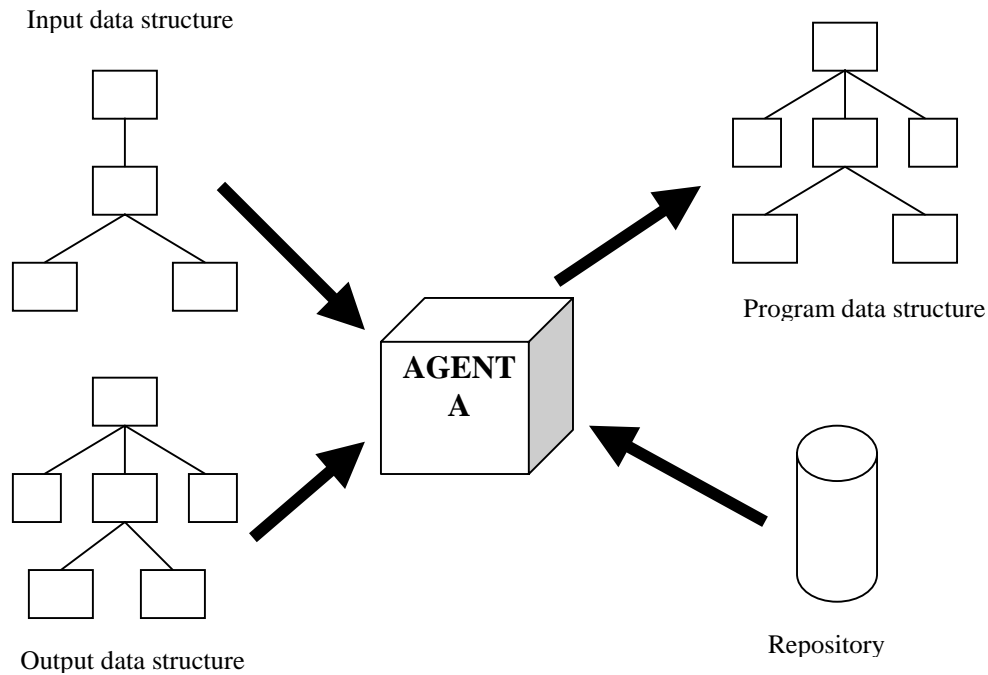 Input data structure
Program data structure
AGENT
A
Repository
Output data structure